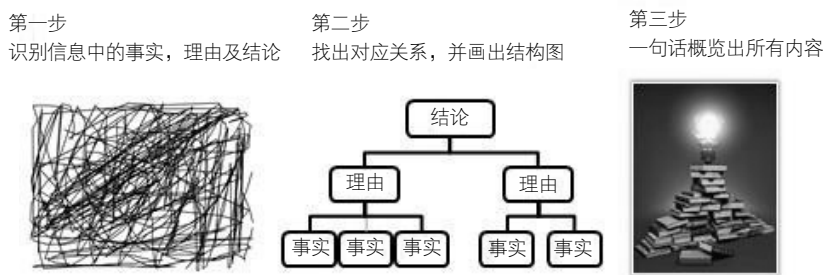 第一步
识别信息中的事实，理由及结论
第二步
找出对应关系，并画出结构图
第三步
一句话概览出所有内容
结论
理由
理由
事实
事实
事实
事实
事实